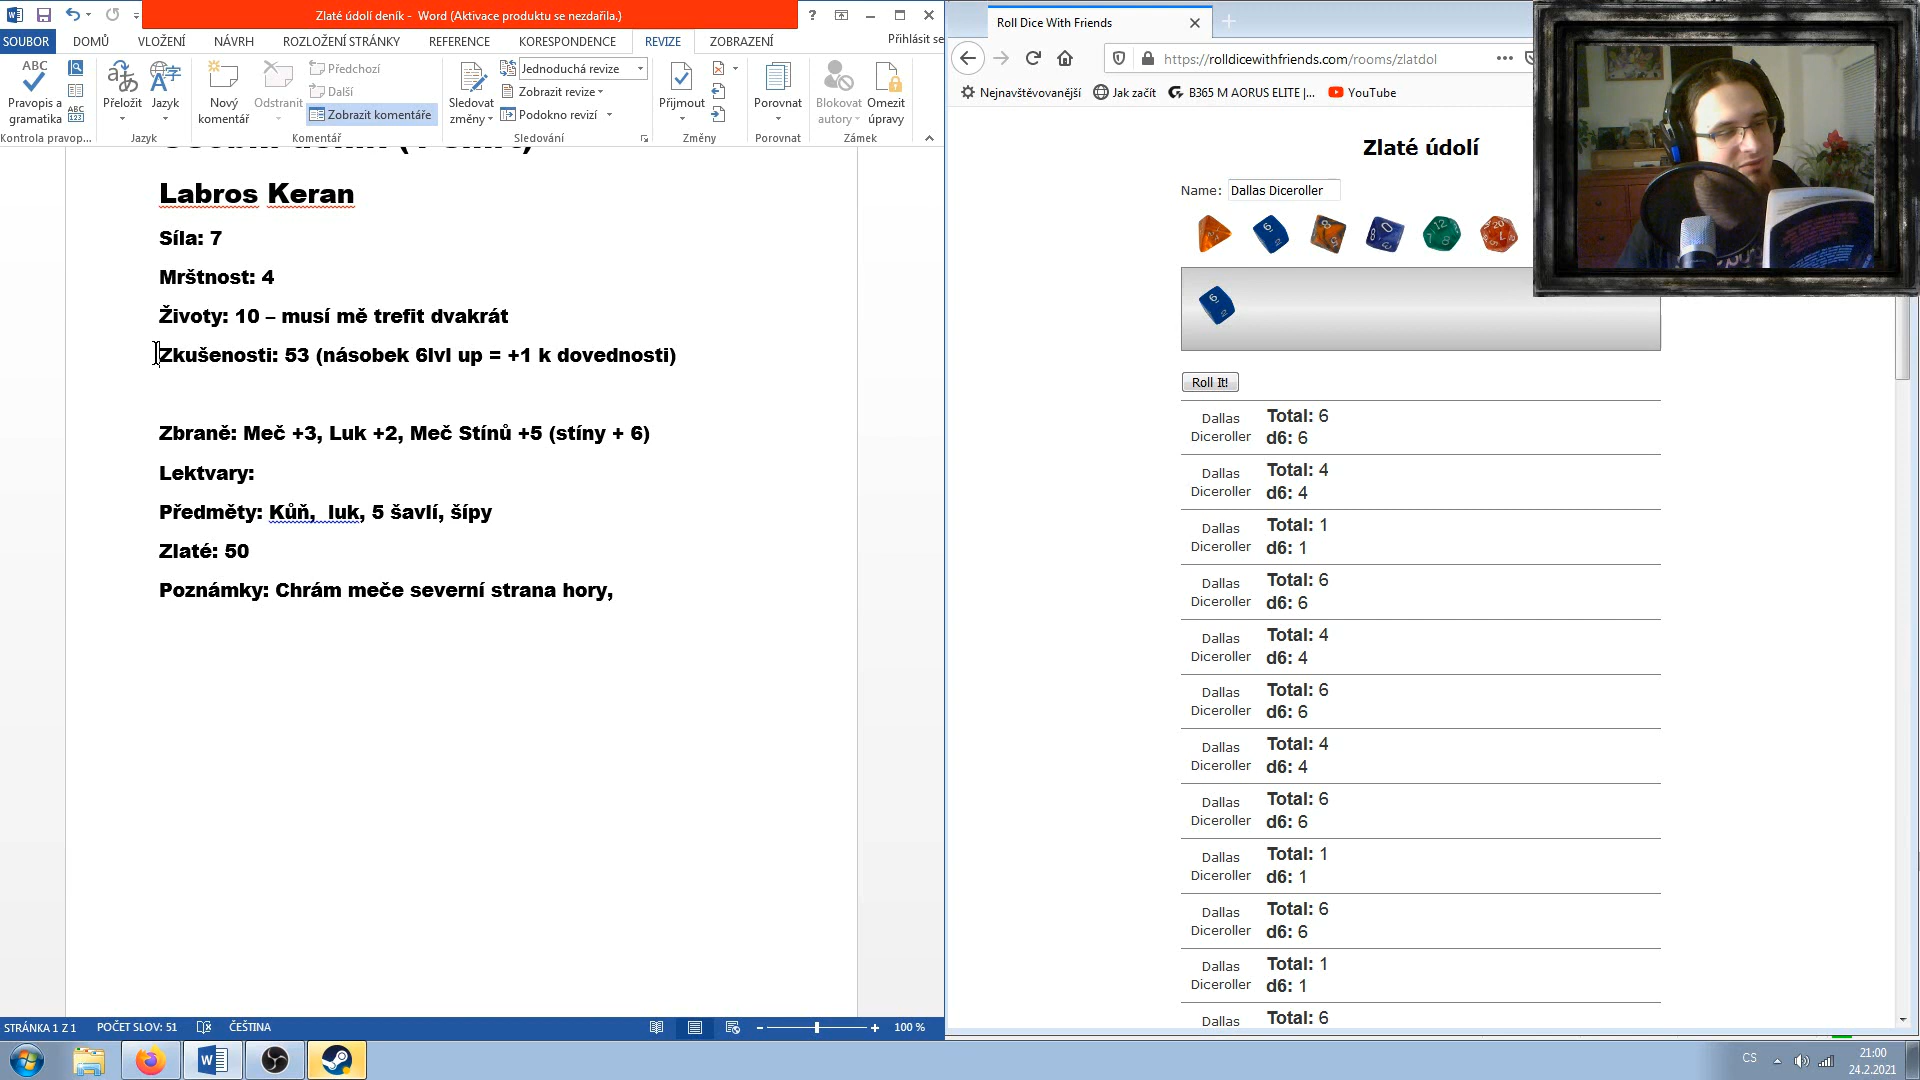 Zlaté údolí deník - Word (Aktivace produktu se nezdařila.)
?
SOUBOR DOMŮ VLOŽENÍ NÁVRH ROZLOŽENÍ STRÁNKY REFERENCE KORESPONDENCE REVIZE ZOBRAZENÍ Přihlásit se
ABC
Pravopis a
gramatika
ABC
123
Přeložit
Jazyk
Nový
komentář
Odstranit
Předchozí
Další
Zobrazit komentáře
Sledovat
změny
Jednoduchá revize
Zobrazit revize
Podokno revizí
Přijmout
Porovnat
Blokovat
autory
Omezit
úpravy
Kontrola pravop... Jazyk Komentář Sledování Změny Porovnat Zámek
Labros Keran
Síla: 7
Mrštnost: 4
Životy: 10 – musí mě trefit dvakrát
Zkušenosti: 53 (násobek 6lvl up = +1 k dovednosti)
Zbraně: Meč +3, Luk +2, Meč Stínů +5 (stíny + 6)
Lektvary:
Předměty: Kůň,  luk, 5 šavlí, šípy
Zlaté: 50
Poznámky: Chrám meče severní strana hory,
STRÁNKA 1 Z 1 POČET SLOV: 51 ČEŠTINA 100 %
Roll Dice With Friends
https://rolldicewithfriends.com/rooms/zlatdol
Nejnavštěvovanější Jak začít B365 M AORUS ELITE |... YouTube
Zlaté údolí
Name: Dallas Diceroller
Roll It!
Dallas Diceroller Total: 6
d6: 6
Dallas Diceroller Total: 4
d6: 4
Dallas Diceroller Total: 1
d6: 1
Dallas Diceroller Total: 6
d6: 6
Dallas Diceroller Total: 4
d6: 4
Dallas Diceroller Total: 6
d6: 6
Dallas Diceroller Total: 4
d6: 4
Dallas Diceroller Total: 6
d6: 6
Dallas Diceroller Total: 1
d6: 1
Dallas Diceroller Total: 6
d6: 6
Dallas Diceroller Total: 1
d6: 1
Dallas Total: 6
CS 21:00
24.2.2021